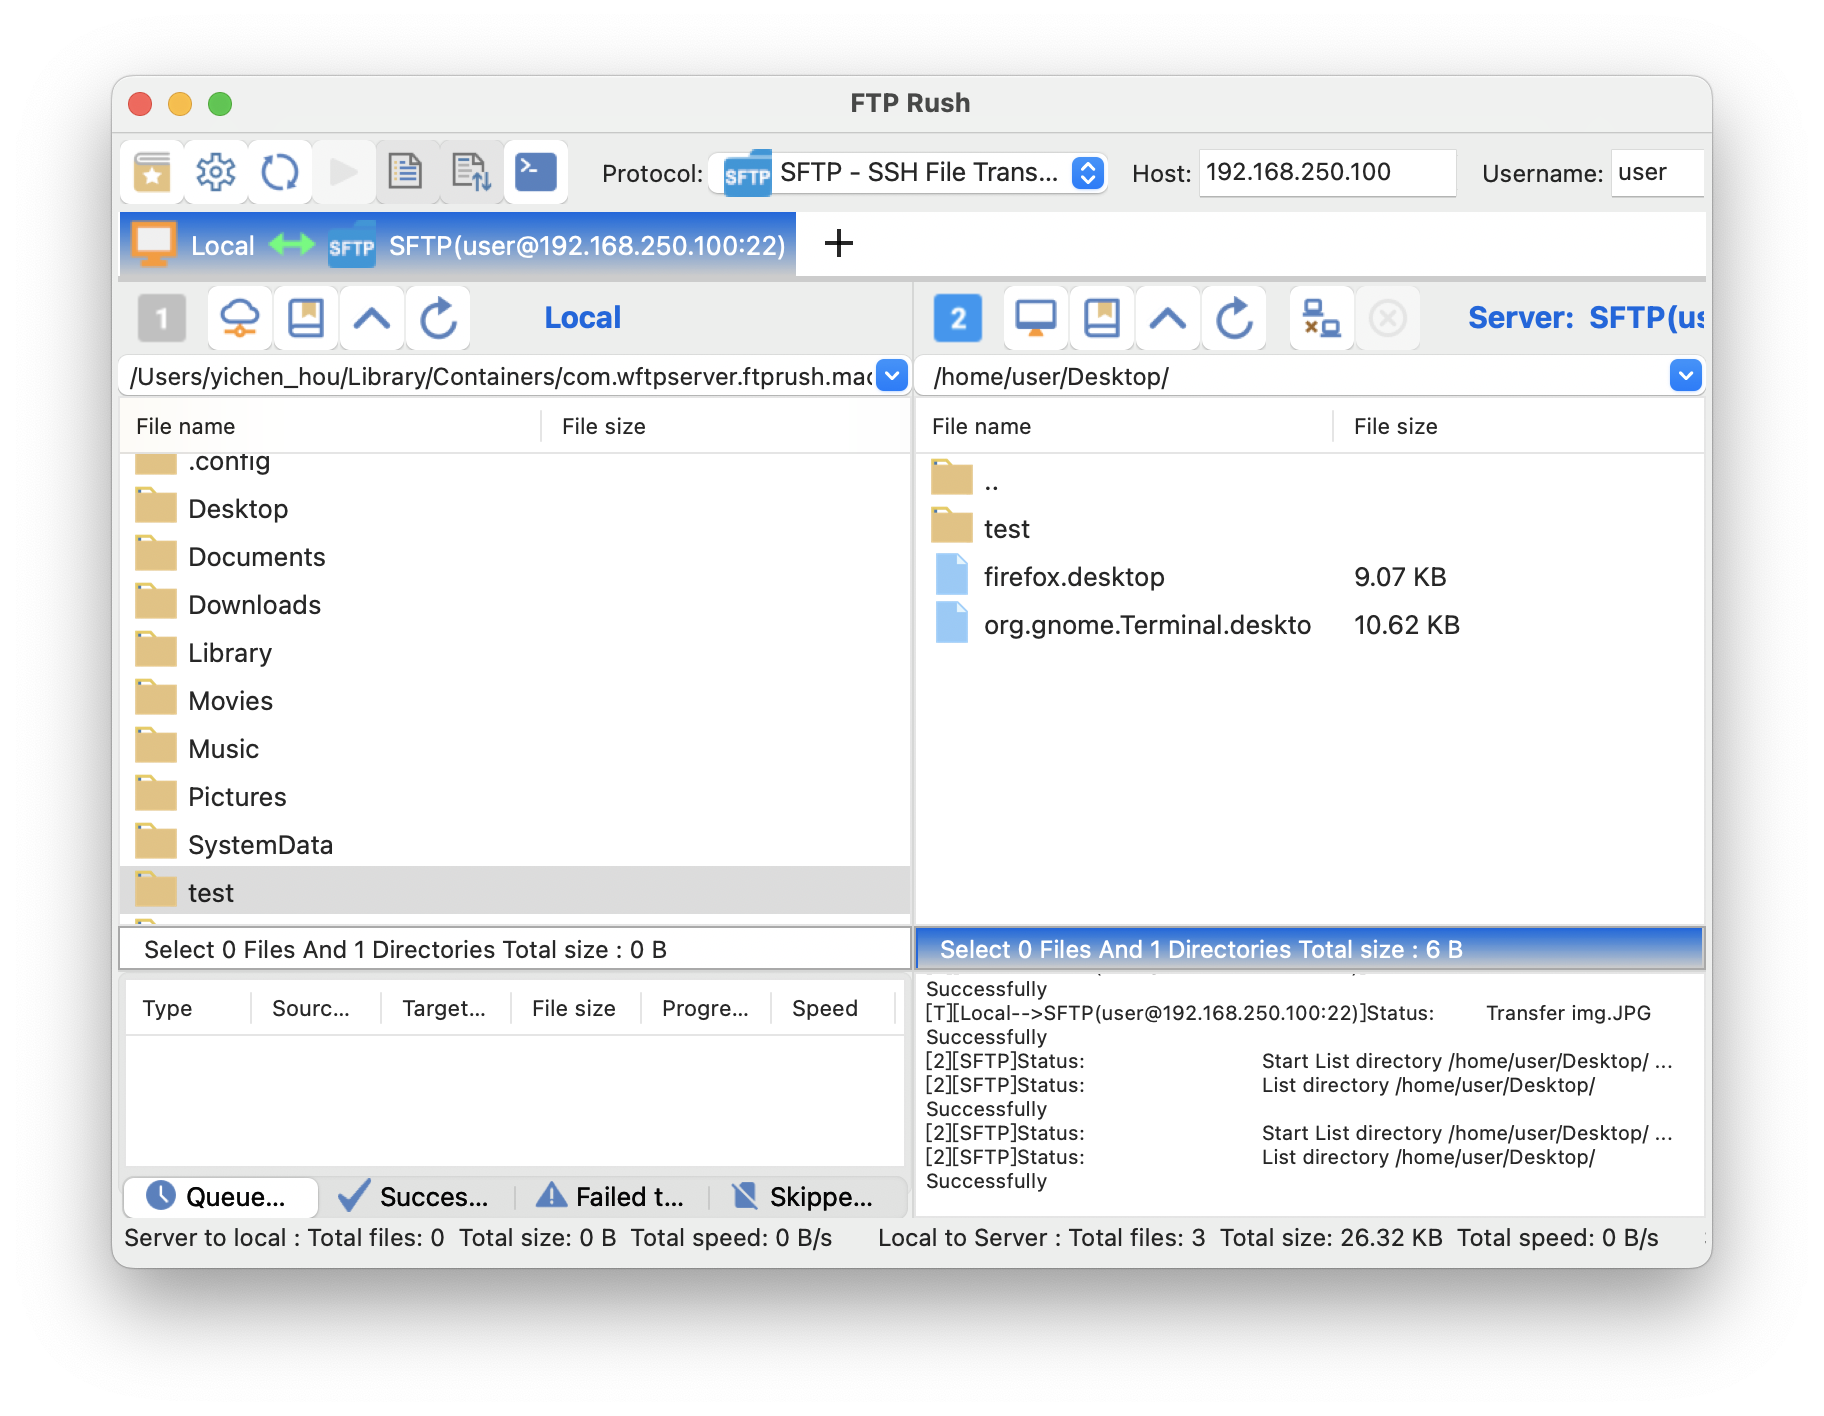 FTP Rush
Protocol: SFTP SFTP - SSH File Trans... Host: 192.168.250.100 Username: user
Local SFTP SFTP(user@192.168.250.100:22) +
1 Local 2 Server: SFTP(us
/Users/yichen_hou/Library/Containers/com.wftpserver.ftprush.mac /home/user/Desktop/
File name File size File name File size
.config
Desktop
Documents
Downloads
Library
Movies
Music
Pictures
SystemData
test
..
test
firefox.desktop 9.07 KB
org.gnome.Terminal.deskto 10.62 KB
Select 0 Files And 1 Directories Total size : 0 B Select 0 Files And 1 Directories Total size : 6 B
Type Sourc... Target... File size Progre... Speed
Successfully
[T][Local-->SFTP(user@192.168.250.100:22)]Status: Transfer img.JPG
Successfully
[2][SFTP]Status: Start List directory /home/user/Desktop/ ...
[2][SFTP]Status: List directory /home/user/Desktop/
Successfully
[2][SFTP]Status: Start List directory /home/user/Desktop/ ...
[2][SFTP]Status: List directory /home/user/Desktop/
Successfully
Queue... Succes... Failed t... Skippe...
Server to local : Total files: 0 Total size: 0 B Total speed: 0 B/s Local to Server : Total files: 3 Total size: 26.32 KB Total speed: 0 B/s